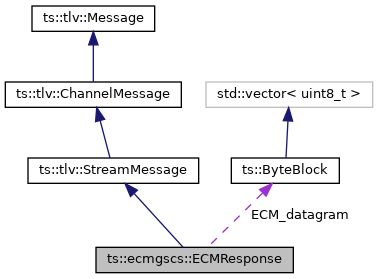 ts::tlv::Message
ts::tlv::ChannelMessage
std::vector< uint8_t >
ts::tlv::StreamMessage
ts::ByteBlock
ECM_datagram
ts::ecmgscs::ECMResponse